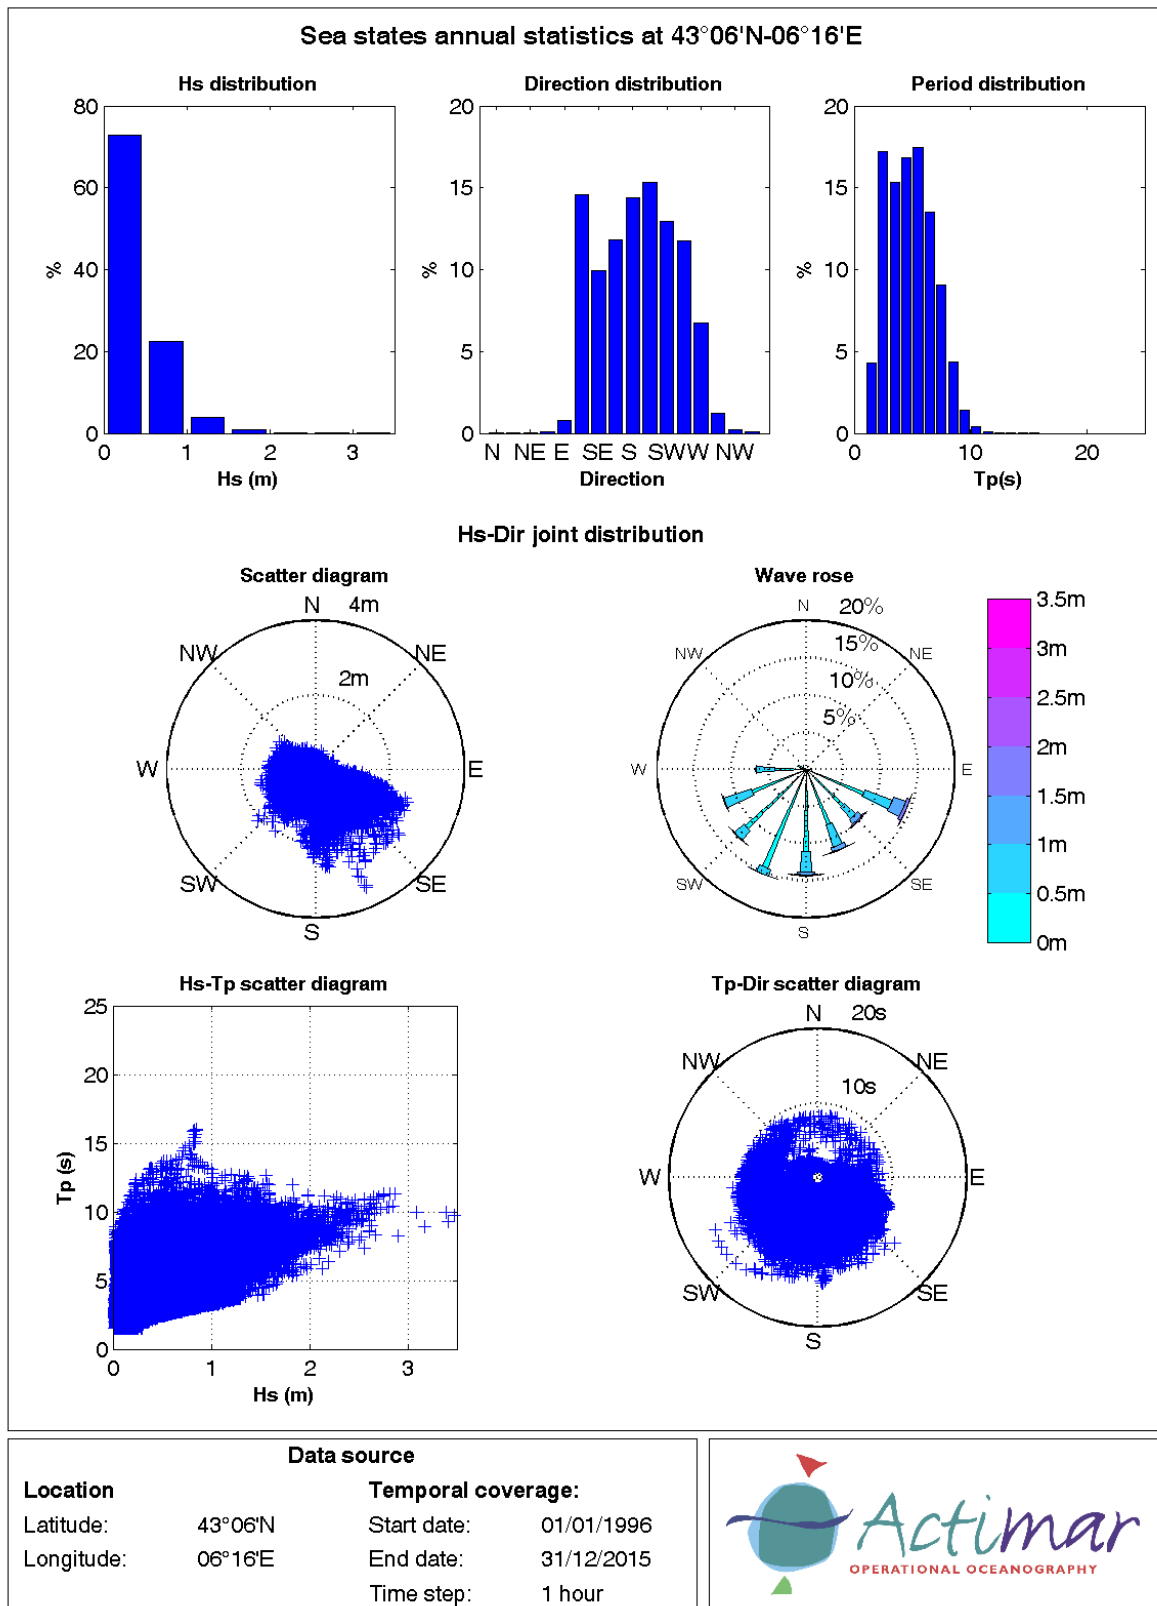 Sea states annual statistics at 43°06'N-06°16'E
Hs distribution
80
60
40
20
0
%
0 1 2 3
Hs (m)
Direction distribution
20
15
10
5
0
%
N NE E SE S SWW NW
Direction
Period distribution
20
15
10
5
0
%
0 10 20
Tp(s)
Hs-Dir joint distribution
Scatter diagram
N 4m
NW NE
2m
W E
SW SE
S
Wave rose
N 20%
15%
NW NE
10%
5%
W E
SW SE
S
3.5m
3m
2.5m
2m
1.5m
1m
0.5m
0m
Hs-Tp scatter diagram
25
20
15
10
5
0
Tp (s)
0 1 2 3
Hs (m)
Tp-Dir scatter diagram
N 20s
NW NE
10s
W E
SW SE
S
Data source
Location
Latitude: 43°06'N
Longitude: 06°16'E
Temporal coverage:
Start date: 01/01/1996
End date: 31/12/2015
Time step: 1 hour
Actimar
OPERATIONAL OCEANOGRAPHY